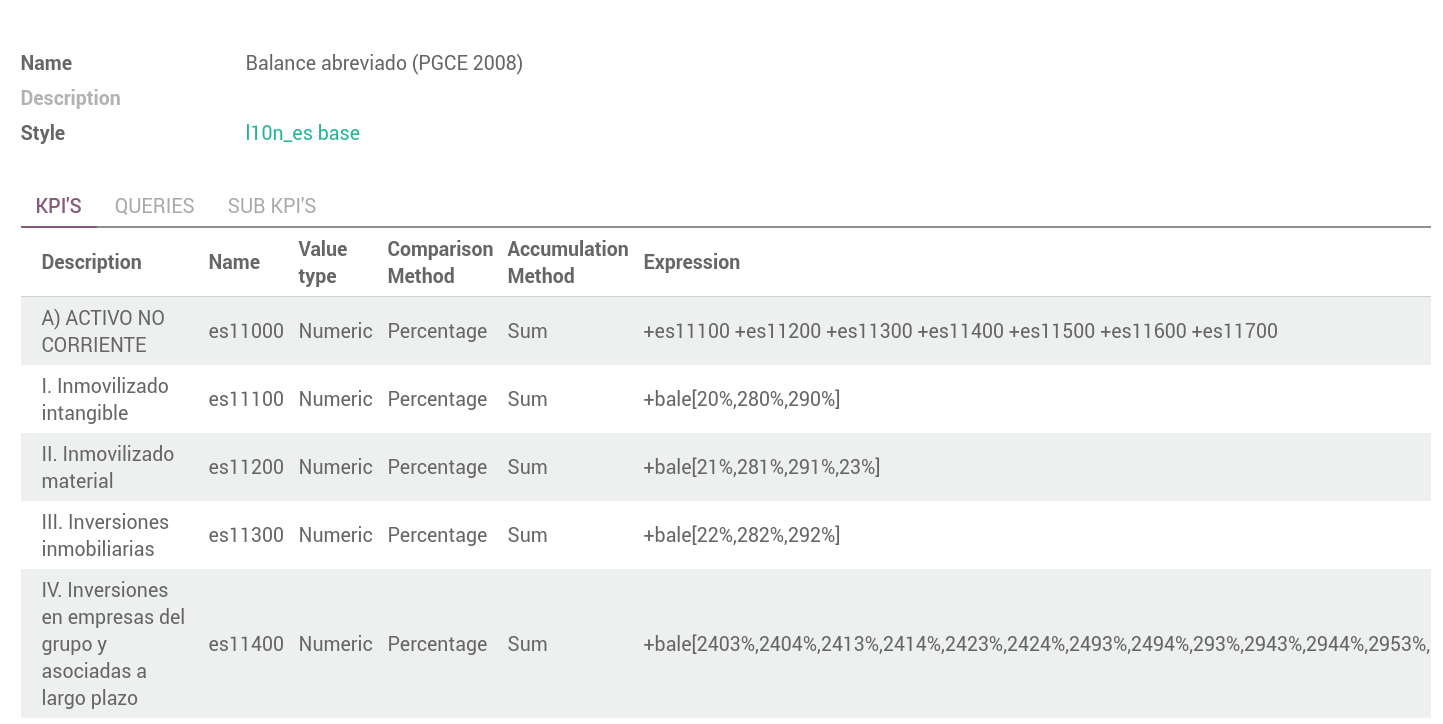 Name Balance abreviado (PGCE 2008)
Description
Style l10n_es base
KPI'S QUERIES SUB KPI'S
Description Name Value type Comparison Method Accumulation Method Expression
A) ACTIVO NO CORRIENTE es11000 Numeric Percentage Sum +es11100 +es11200 +es11300 +es11400 +es11500 +es11600 +es11700
I. Inmovilizado intangible es11100 Numeric Percentage Sum +bale[20%,280%,290%]
II. Inmovilizado material es11200 Numeric Percentage Sum +bale[21%,281%,291%,23%]
III. Inversiones inmobiliarias es11300 Numeric Percentage Sum +bale[22%,282%,292%]
IV. Inversiones en empresas del grupo y asociadas a largo plazo es11400 Numeric Percentage Sum +bale[2403%,2404%,2413%,2414%,2423%,2424%,2493%,2494%,293%,2943%,2944%,2953%,